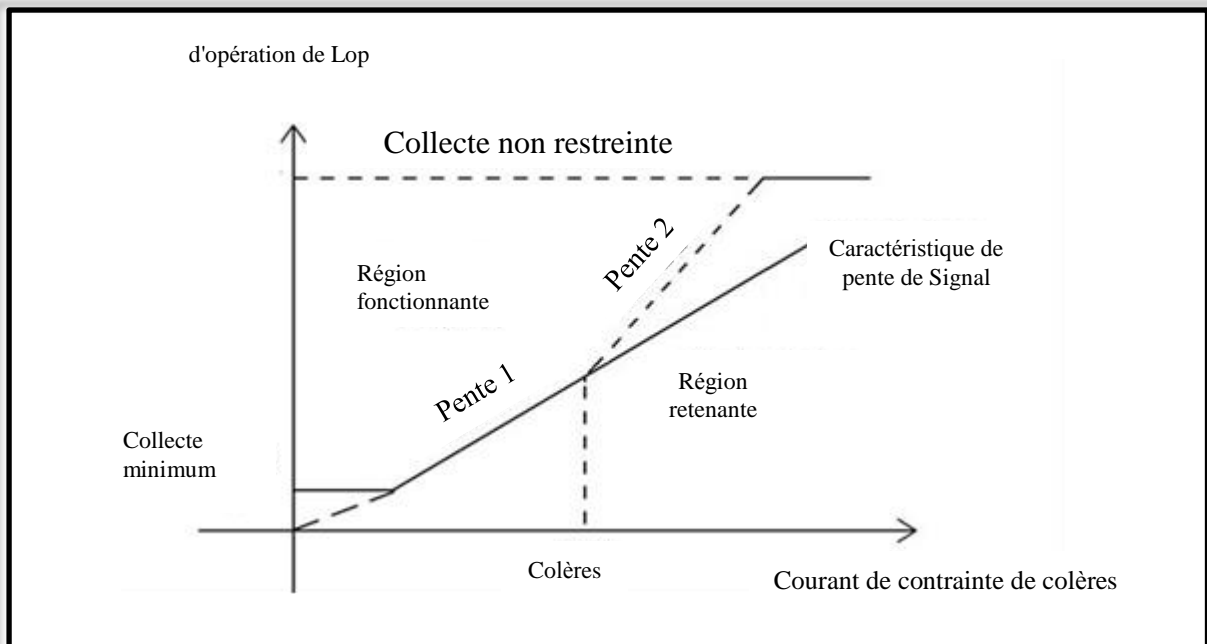 d'opération de Lop
Collecte non restreinte
Pente 2
Caractéristique de
pente de Signal
Région
fonctionnante
Pente 1
Région
retenante
Collecte
minimum
Colères
Courant de contrainte de colères